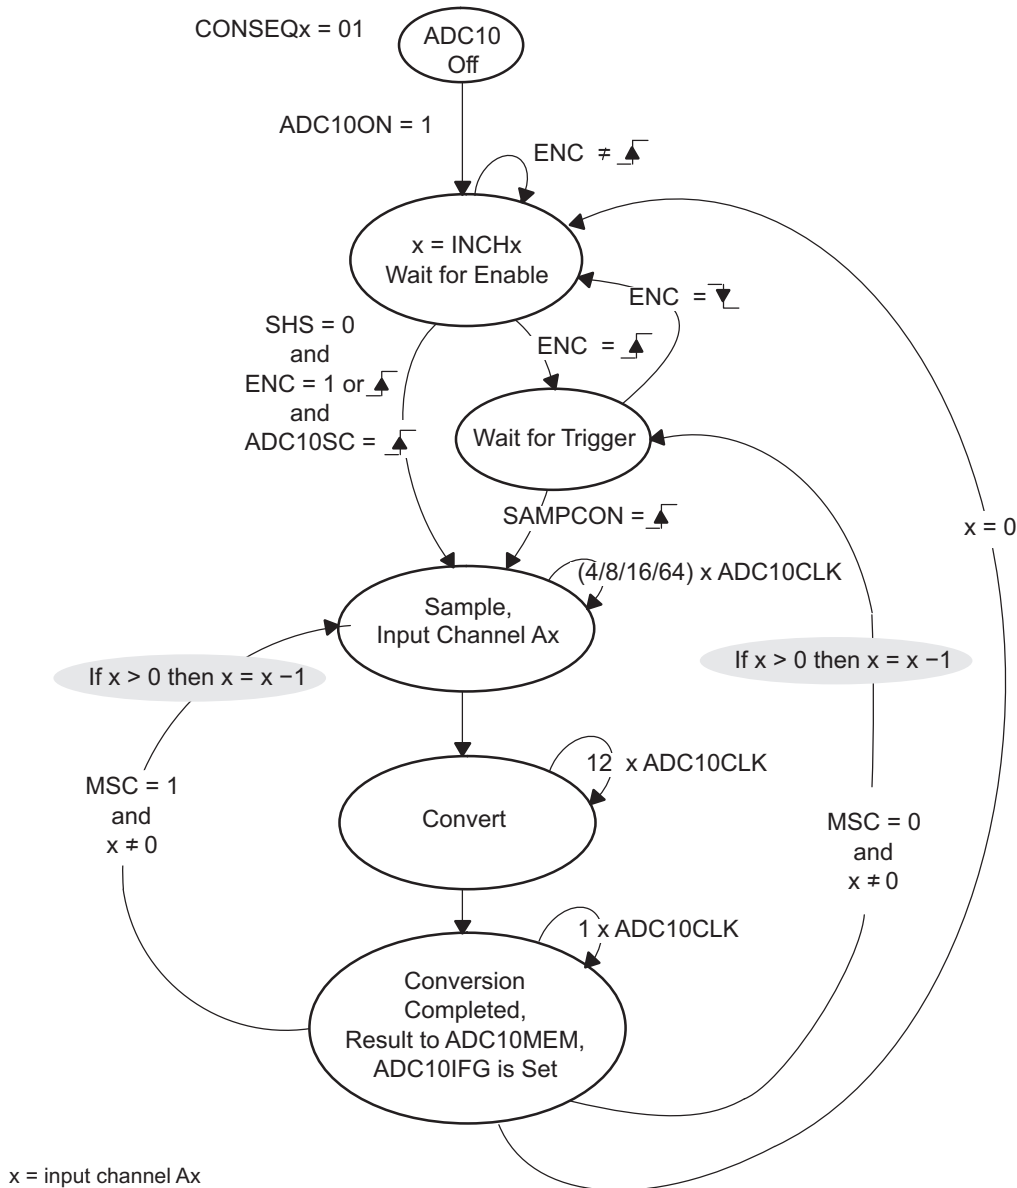 CONSEQx = 01
ADC10
Off
ADC10ON = 1
ENC ≠
x = INCHx
Wait for Enable
ENC =
SHS = 0
and
ENC = 1 or
and
ADC10SC =
ENC =
Wait for Trigger
SAMPCON =
x = 0
(4/8/16/64) x ADC10CLK
Sample,
Input Channel Ax
If x > 0 then x = x −1
If x > 0 then x = x −1
12 x ADC10CLK
Convert
MSC = 1
and
x ≠ 0
MSC = 0
and
x ≠ 0
1 x ADC10CLK
Conversion
Completed,
Result to ADC10MEM,
ADC10IFG is Set
x = input channel Ax